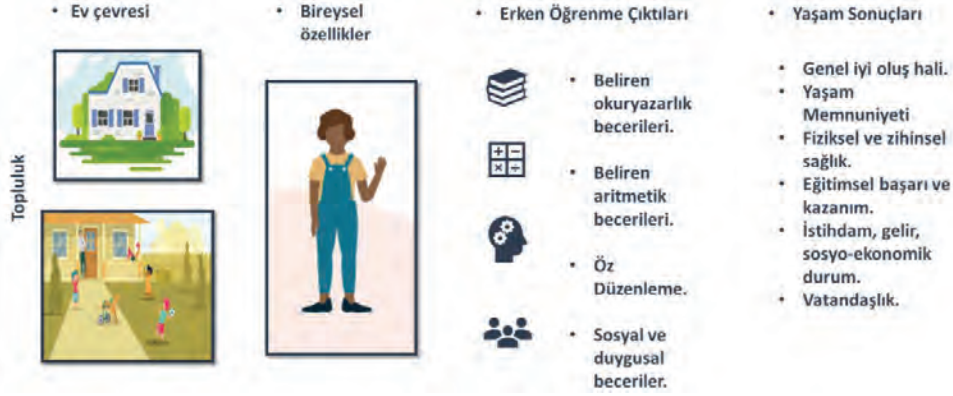 • Ev çevresi
Topluluk
• Bireysel
özellikler
• Erken Öğrenme Çıktıları
• Beliren
okuryazarlık
becerileri.
• Beliren
aritmetik
becerileri.
• Öz
Düzenleme.
• Sosyal ve
duygusal
beceriler.
• Yaşam Sonuçları
• Genel iyi oluş hali.
• Yaşam
Memnuniyeti
• Fiziksel ve zihinsel
sağlık.
• Eğitimsel başarı ve
kazanım.
• İstihdam, gelir,
sosyo-ekonomik
durum.
• Vatandaşlık.